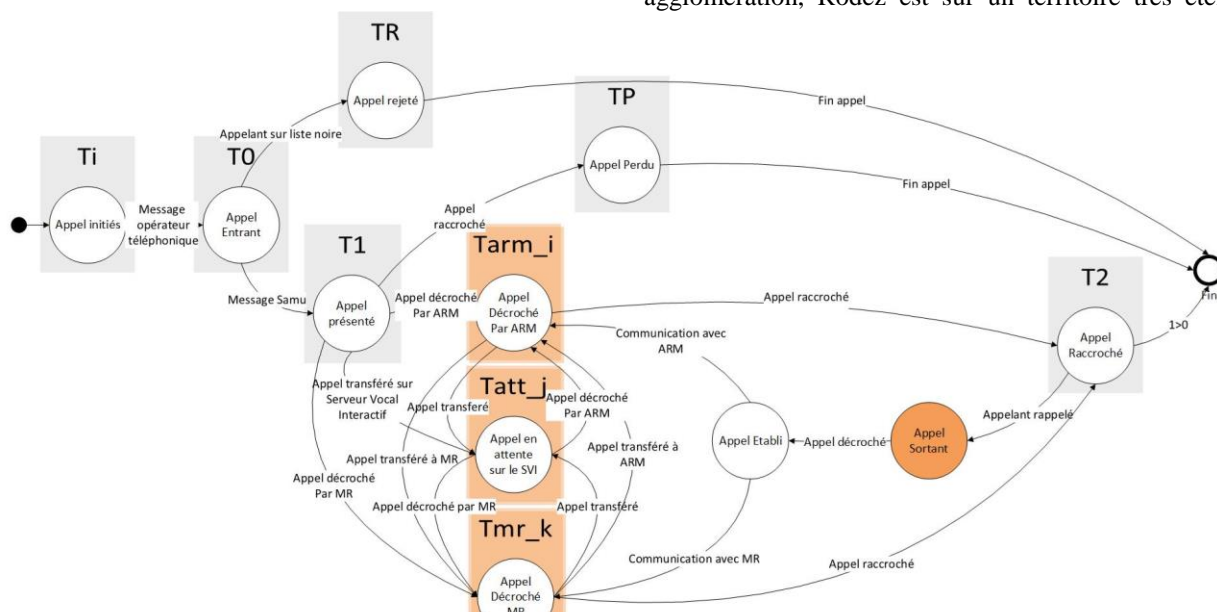 agglomération, Rodez est sur un territoire très éte
TR
Appel rejeté
TP
Appel Perdu
Fin appel
Fin appel
Appelant sur liste noire
Ti
Appel initiés
Message
opérateur
téléphonique
T0
Appel
Entrant
Message Samu
T1
Appel
présenté
Appel
raccroché
Appel décroché
Par ARM
Tarm_i
Appel
Décroché
Par ARM
Appel raccroché
Communication avec
ARM
T2
Appel
Raccroché
1>0
Fin
Appel transféré sur
Serveur Vocal
Interactif
Appel transferé
Tatt_j
Appel en
attente
sur le SVI
Appel décroché
Par ARM
Appel transféré à MR
Appel transféré à
ARM
Appel décroché
Par MR
Appel décroché par MR
Appel transféré
Appel Etabli
Appel décroché
Appel
Sortant
Appelant rappelé
Tmr_k
Appel
Décroché
MR
Communication avec MR
Appel raccroché